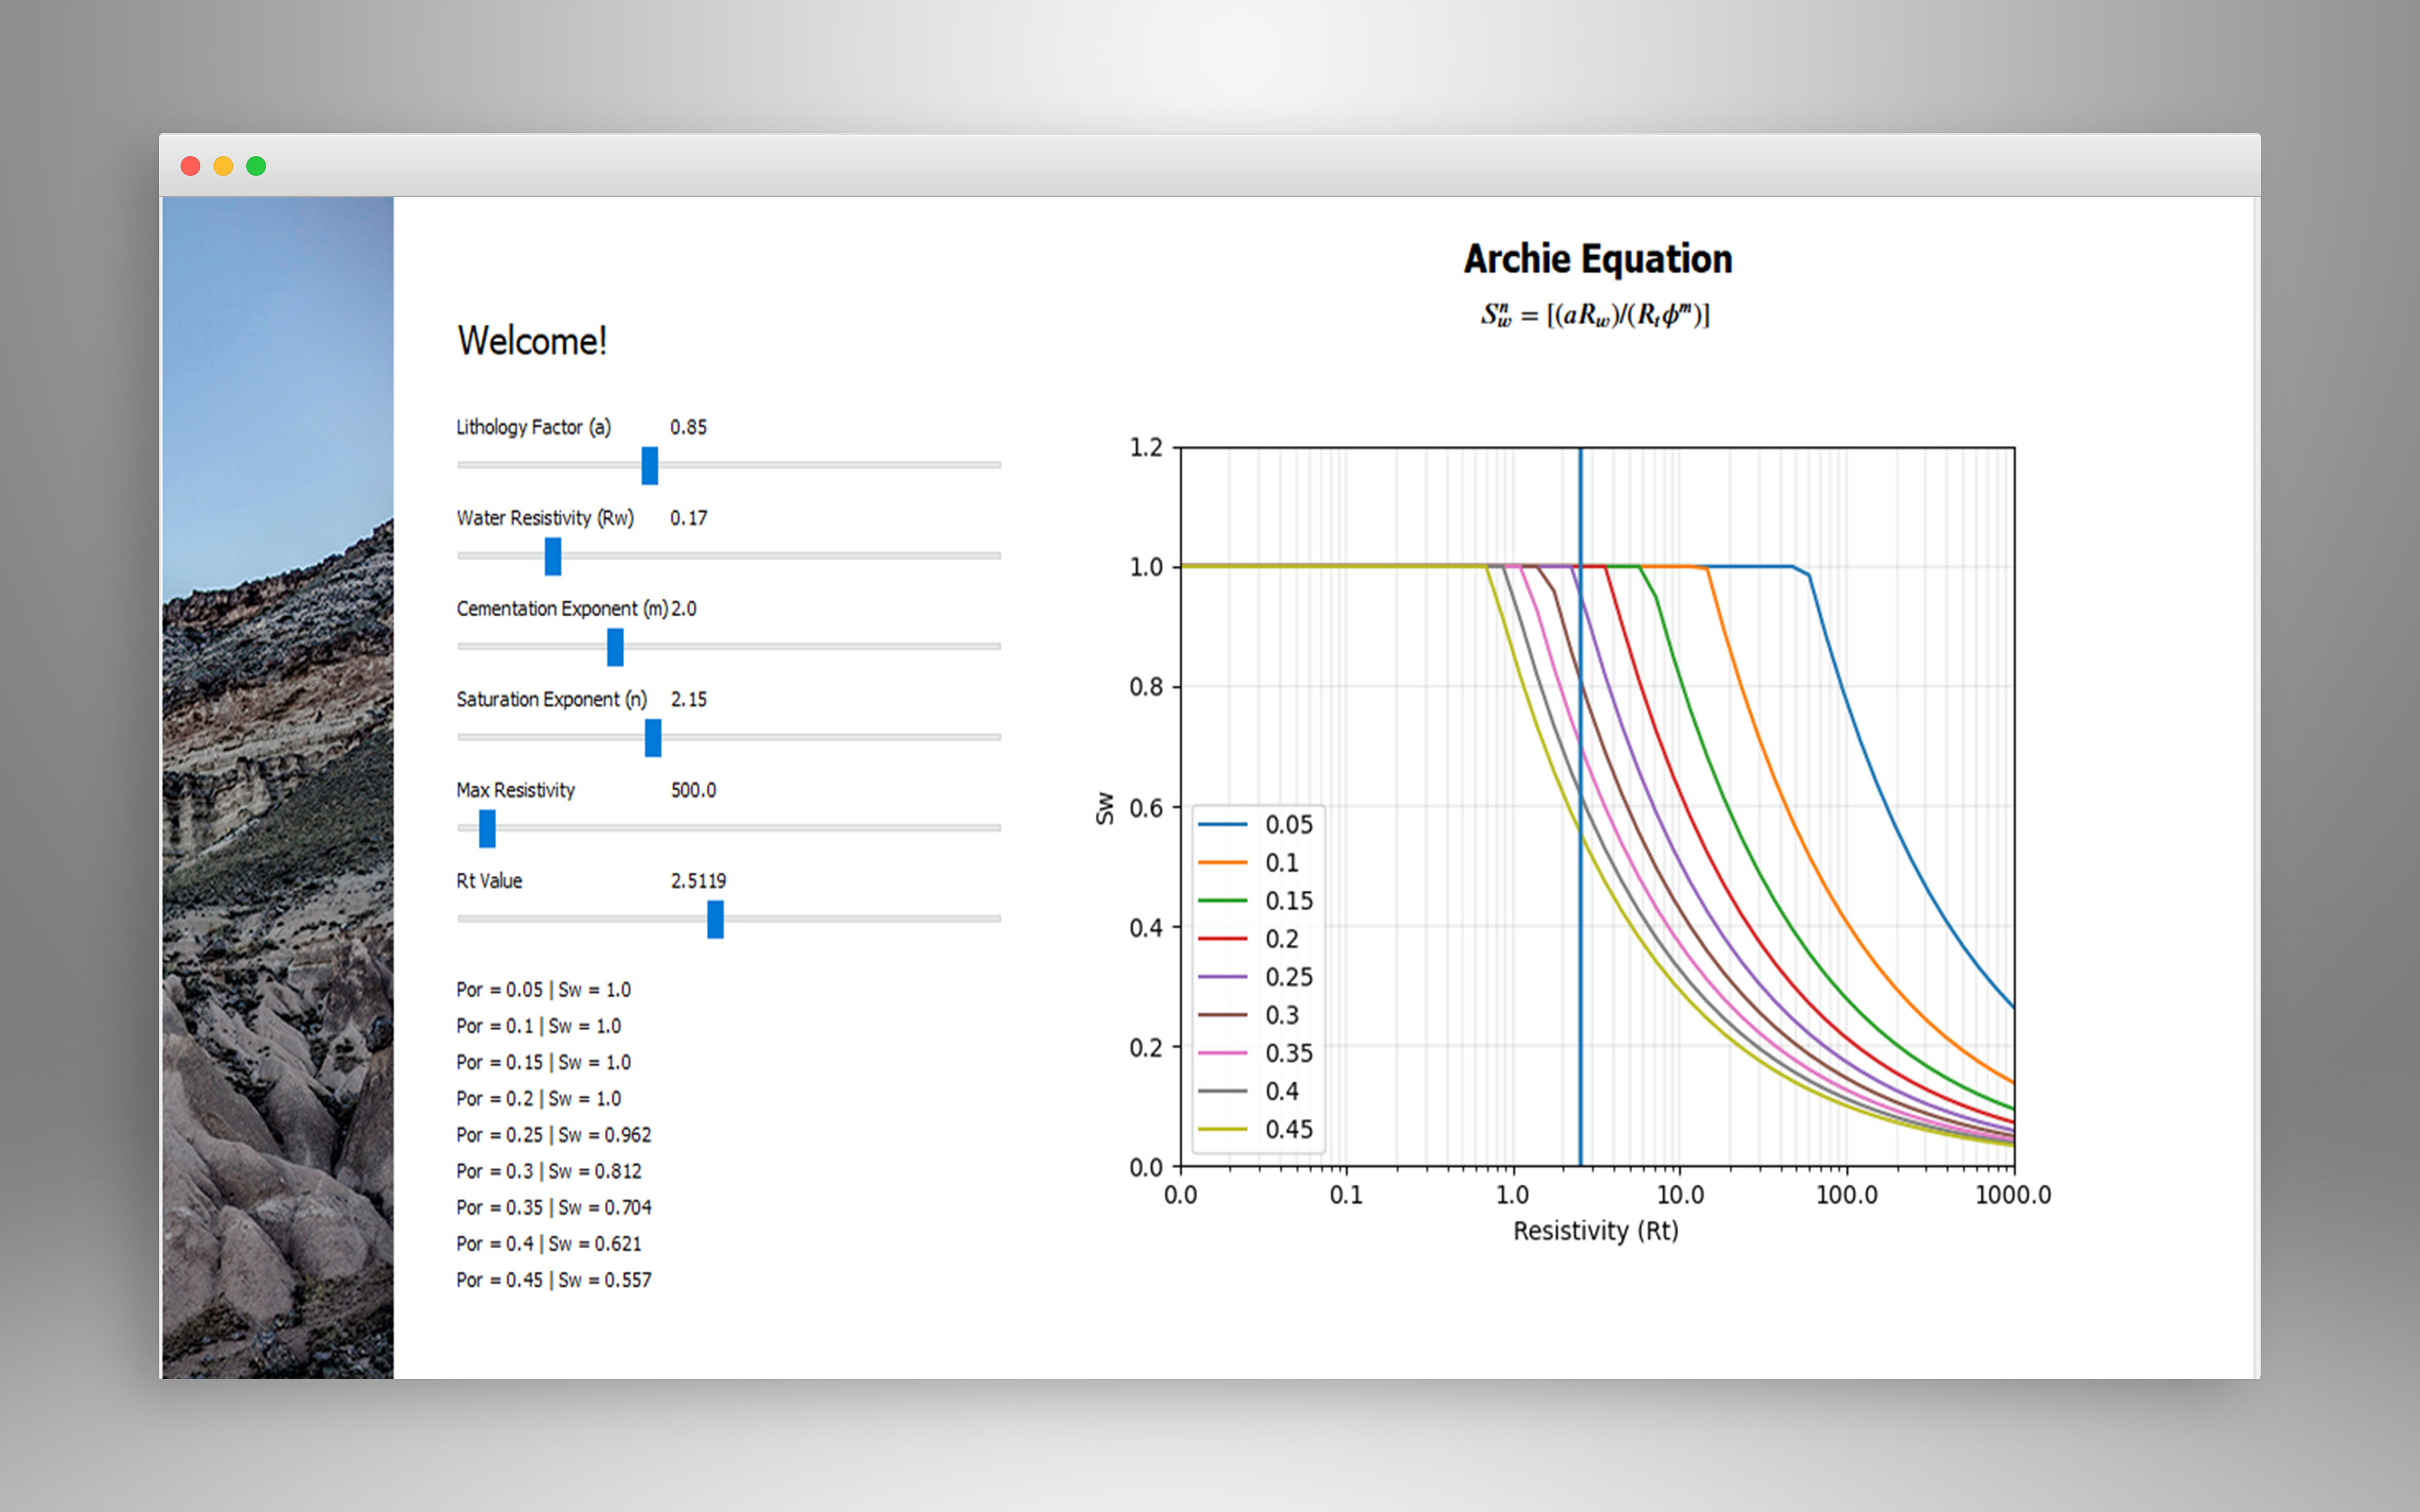 Welcome!
Lithology Factor (a) 0.85
Water Resistivity (Rw) 0.17
Cementation Exponent (m) 2.0
Saturation Exponent (n) 2.15
Max Resistivity 500.0
Rt Value 2.5119
Por = 0.05 | Sw = 1.0
Por = 0.1 | Sw = 1.0
Por = 0.15 | Sw = 1.0
Por = 0.2 | Sw = 1.0
Por = 0.25 | Sw = 0.962
Por = 0.3 | Sw = 0.812
Por = 0.35 | Sw = 0.704
Por = 0.4 | Sw = 0.621
Por = 0.45 | Sw = 0.557
Archie Equation
S_w^n = [(aR_w)/(R_tϕ^m)]
1.2
1.0
0.8
0.6
0.4
0.2
0.0
Sw
0.05
0.1
0.15
0.2
0.25
0.3
0.35
0.4
0.45
0.0 0.1 1.0 10.0 100.0 1000.0
Resistivity (Rt)